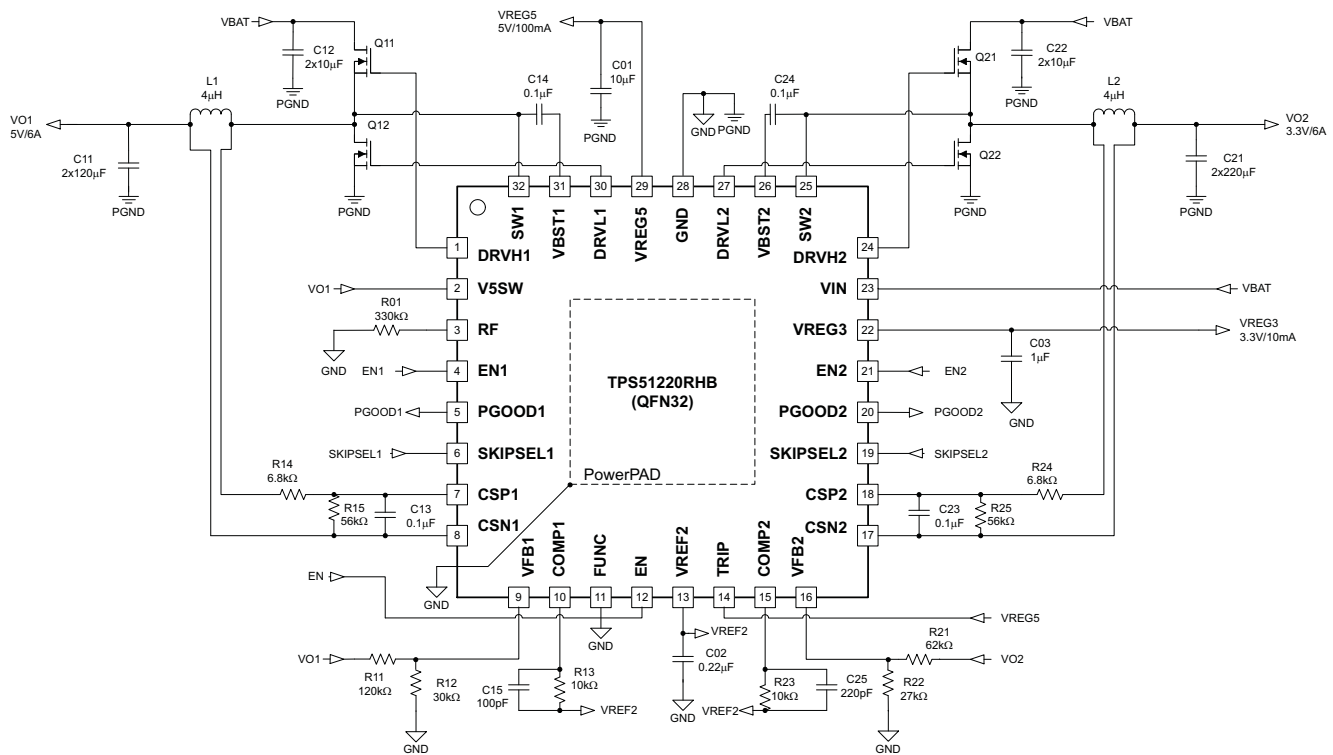 VBAT
C12
2x10µF
PGND
Q11
VREG5
5V/100mA
C01
10µF
PGND
C14
0.1µF
C24
0.1µF
GND
PGND
VBAT
Q21
C22
2x10µF
PGND
L1
4µH
VO1
5V/6A
C11
2x120µF
PGND
Q12
PGND
L2
4µH
VO2
3.3V/6A
C21
2x220µF
PGND
Q22
PGND
32
31
30
29
28
27
26
25
SW1
VBST1
DRVL1
VREG5
GND
DRVL2
VBST2
SW2
1
DRVH1
DRVH2
24
VO1
2
V5SW
VIN
23
VBAT
R01
330kΩ
GND
3
RF
VREG3
22
VREG3
3.3V/10mA
C03
1µF
GND
EN1
4
EN1
EN2
21
EN2
TPS51220RHB
(QFN32)
PGOOD1
5
PGOOD1
PGOOD2
20
PGOOD2
SKIPSEL1
6
SKIPSEL1
SKIPSEL2
19
SKIPSEL2
PowerPAD
R14
6.8kΩ
7
CSP1
CSP2
18
R24
6.8kΩ
R15
56kΩ
C13
0.1µF
8
CSN1
CSN2
17
C23
0.1µF
R25
56kΩ
GND
VFB1
COMP1
FUNC
EN
VREF2
TRIP
COMP2
VFB2
9
10
11
12
13
14
15
16
EN
GND
VREF2
VREG5
VO1
R11
120kΩ
R12
30kΩ
GND
C15
100pF
R13
10kΩ
VREF2
C02
0.22µF
GND
R23
10kΩ
VREF2
C25
220pF
R21
62kΩ
VO2
R22
27kΩ
GND